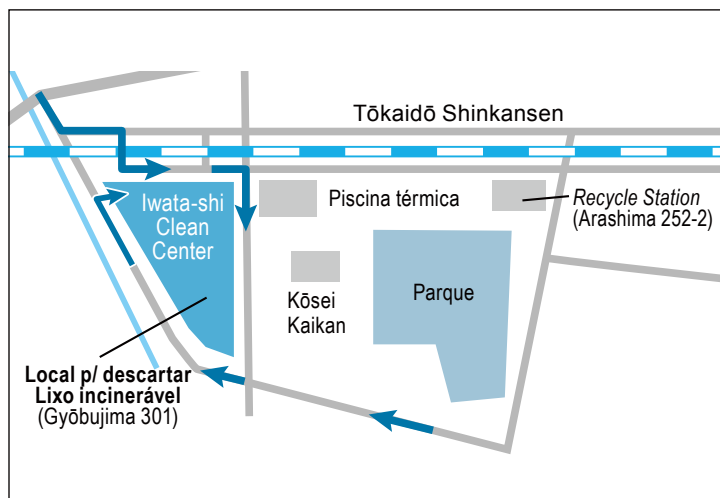 Tōkaidō Shinkansen
Iwata-shi
Clean
Center
Piscina térmica
Recycle Station
(Arashima 252-2)
Kōsei
Kaikan
Parque
Local p/ descartar
Lixo incinerável
(Gyōbujima 301)